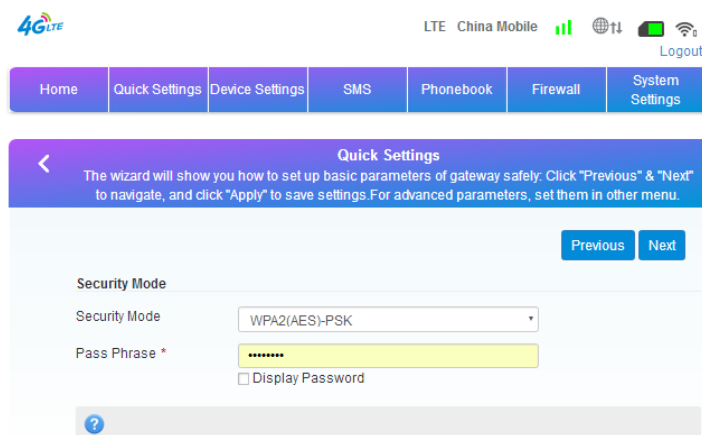 4G LTE
LTE China Mobile
Logout
Home Quick Settings Device Settings SMS Phonebook Firewall System Settings
Quick Settings
The wizard will show you how to set up basic parameters of gateway safely: Click "Previous" & "Next"
to navigate, and click "Apply" to save settings.For advanced parameters, set them in other menu.
Previous Next
Security Mode
Security Mode WPA2(AES)-PSK
Pass Phrase * ••••••••
Display Password
?